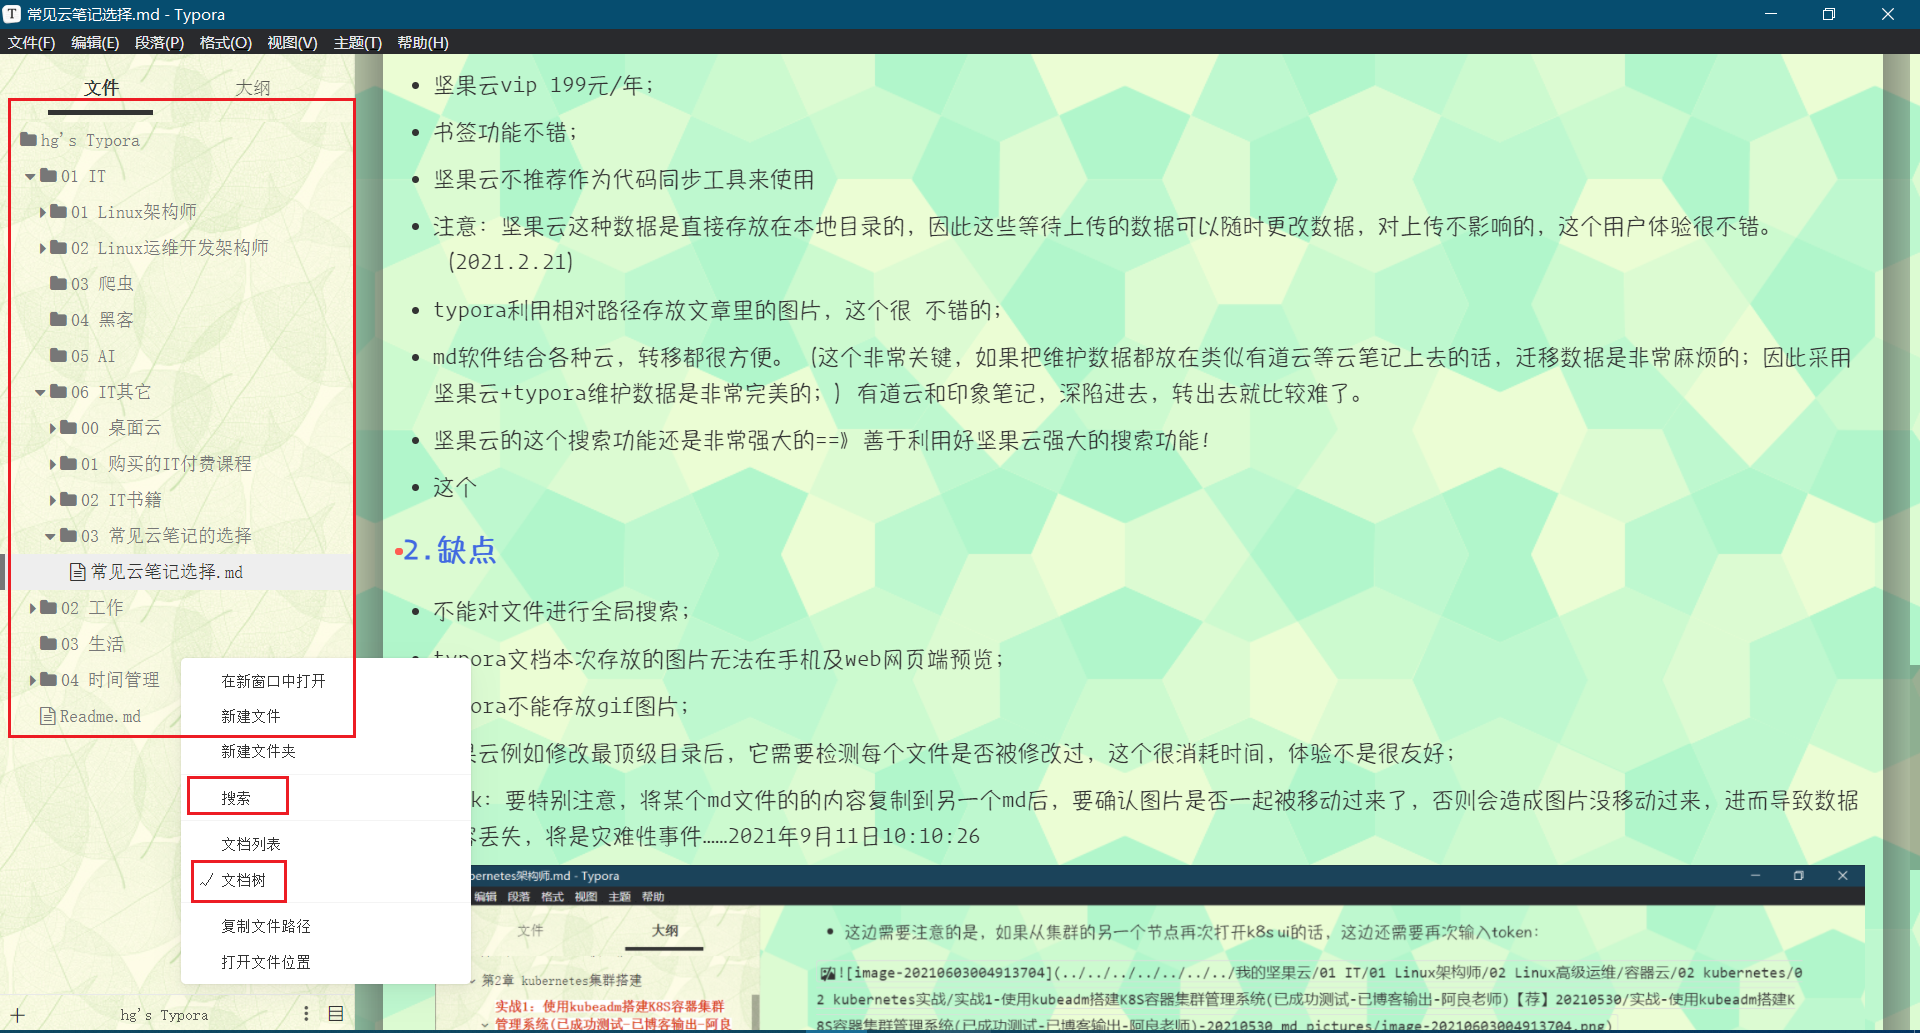 常见云笔记选择.md - Typora
文件(F) 编辑(E) 段落(P) 格式(O) 视图(V) 主题(T) 帮助(H)
文件 大纲
hg's Typora
01 IT
01 Linux架构师
02 Linux运维开发架构师
03 爬虫
04 黑客
05 AI
06 IT其它
00 桌面云
01 购买的IT付费课程
02 IT书籍
03 常见云笔记的选择
常见云笔记选择.md
02 工作
03 生活
04 时间管理
Readme.md
在新窗口中打开
新建文件
新建文件夹
搜索
文档列表
文档树
复制文件路径
打开文件位置
hg's Typora
坚果云vip 199元/年；
书签功能不错；
坚果云不推荐作为代码同步工具来使用
注意：坚果云这种数据是直接存放在本地目录的，因此这些等待上传的数据可以随时更改数据，对上传不影响的，这个用户体验很不错。
（2021.2.21）
typora利用相对路径存放文章里的图片，这个很 不错的；
md软件结合各种云，转移都很方便。（这个非常关键，如果把维护数据都放在类似有道云等云笔记上去的话，迁移数据是非常麻烦的；因此采用
坚果云+typora维护数据是非常完美的；）有道云和印象笔记，深陷进去，转出去就比较难了。
坚果云的这个搜索功能还是非常强大的==》善于利用好坚果云强大的搜索功能！
这个
2.缺点
不能对文件进行全局搜索；
typora文档本次存放的图片无法在手机及web网页端预览；
ora不能存放gif图片；
果云例如修改最顶级目录后，它需要检测每个文件是否被修改过，这个很消耗时间，体验不是很友好；
k：要特别注意，将某个md文件的的内容复制到另一个md后，要确认图片是否一起被移动过来了，否则会造成图片没移动过来，进而导致数据
丢失，将是灾难性事件……2021年9月11日10:10:26
ernetes架构师.md - Typora
编辑 段落 格式 视图 主题 帮助
文件 大纲
第2章 kubernetes集群搭建
实战1：使用kubeadm搭建K8S容器集群
管理系统(已成功测试-已博客输出-阿良
这边需要注意的是，如果从集群的另一个节点再次打开k8s ui的话，这边还需要再次输入token：
![image-20210603004913704](../../../../../../我的坚果云/01 IT/01 Linux架构师/02 Linux高级运维/容器云/02 kubernetes/0
2 kubernetes实战/实战1-使用kubeadm搭建K8S容器集群管理系统(已成功测试-已博客输出-阿良老师)【荐】20210530/实战-使用kubeadm搭建K
8S容器集群管理系统(已成功测试-已博客输出-阿良老师)-20210530.md pictures/image-20210603004913704.png)